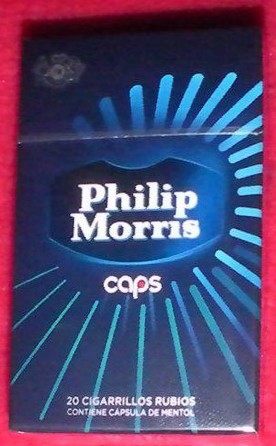 Philip
Morris
caps
20 CIGARRILLOS RUBIOS
CONTIENE CÁPSULA DE MENTOL